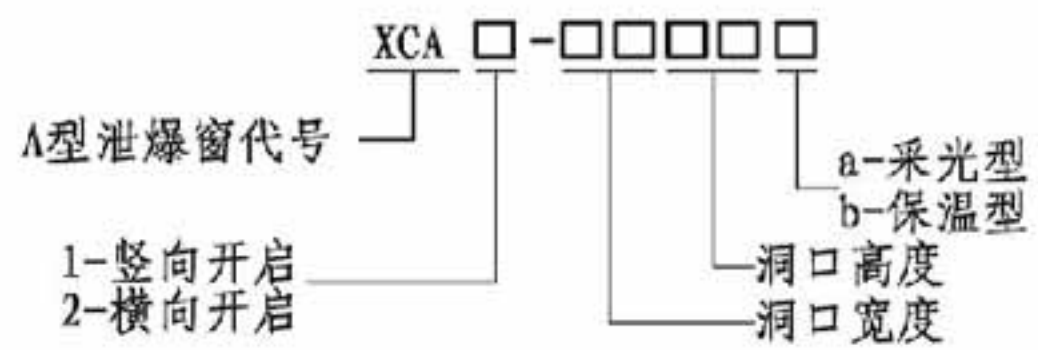 XCA □-□□□□□
A型泄爆窗代号
a-采光型
b-保温型
1-竖向开启
2-横向开启
洞口高度
洞口宽度